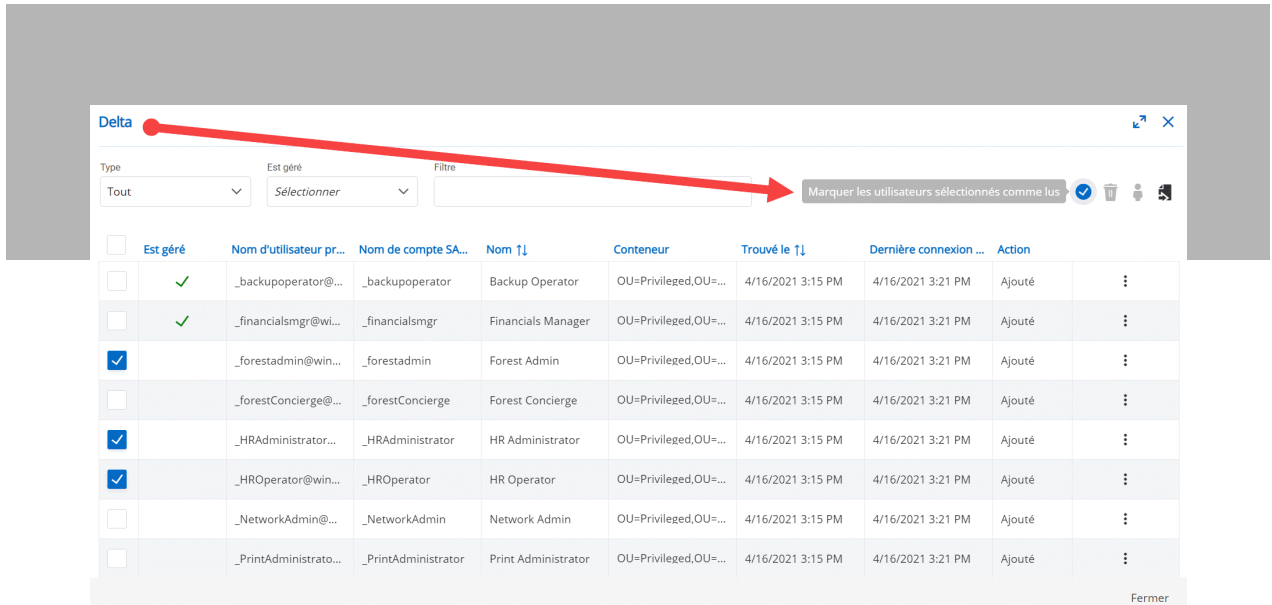 Delta
Type Est géré Filtre
Tout Sélectionner Marquer les utilisateurs sélectionnés comme lus
Est géré Nom d'utilisateur pr... Nom de compte SA... Nom Conteneur Trouvé le Dernière connexion ... Action
_backupoperator@... _backupoperator Backup Operator OU=Privileged,OU=... 4/16/2021 3:15 PM 4/16/2021 3:21 PM Ajouté
_financialsmgr@wi... _financialsmgr Financials Manager OU=Privileged,OU=... 4/16/2021 3:15 PM 4/16/2021 3:21 PM Ajouté
_forestadmin@win... _forestadmin Forest Admin OU=Privileged,OU=... 4/16/2021 3:15 PM 4/16/2021 3:21 PM Ajouté
_forestConcierge@... _forestConcierge Forest Concierge OU=Privileged,OU=... 4/16/2021 3:15 PM 4/16/2021 3:21 PM Ajouté
_HRAdministrator... _HRAdministrator HR Administrator OU=Privileged,OU=... 4/16/2021 3:15 PM 4/16/2021 3:21 PM Ajouté
_HROperator@win... _HROperator HR Operator OU=Privileged,OU=... 4/16/2021 3:15 PM 4/16/2021 3:21 PM Ajouté
_NetworkAdmin@... _NetworkAdmin Network Admin OU=Privileged,OU=... 4/16/2021 3:15 PM 4/16/2021 3:21 PM Ajouté
_PrintAdministrato... _PrintAdministrator Print Administrator OU=Privileged,OU=... 4/16/2021 3:15 PM 4/16/2021 3:21 PM Ajouté
Fermer